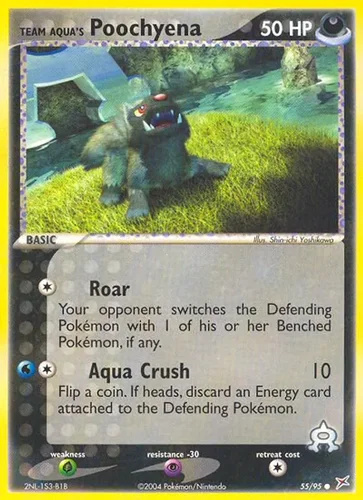 TEAM AQUA'S Poochyena 50 HP
Illus. Shin-ichi Yoshikawa
BASIC
Roar
Your opponent switches the Defending
Pokémon with 1 of his or her Benched
Pokémon, if any.
Aqua Crush 10
Flip a coin. If heads, discard an Energy card
attached to the Defending Pokémon.
weakness resistance -30 retreat cost
2NL-1S3-B1B ©2004 Pokémon/Nintendo 55/95